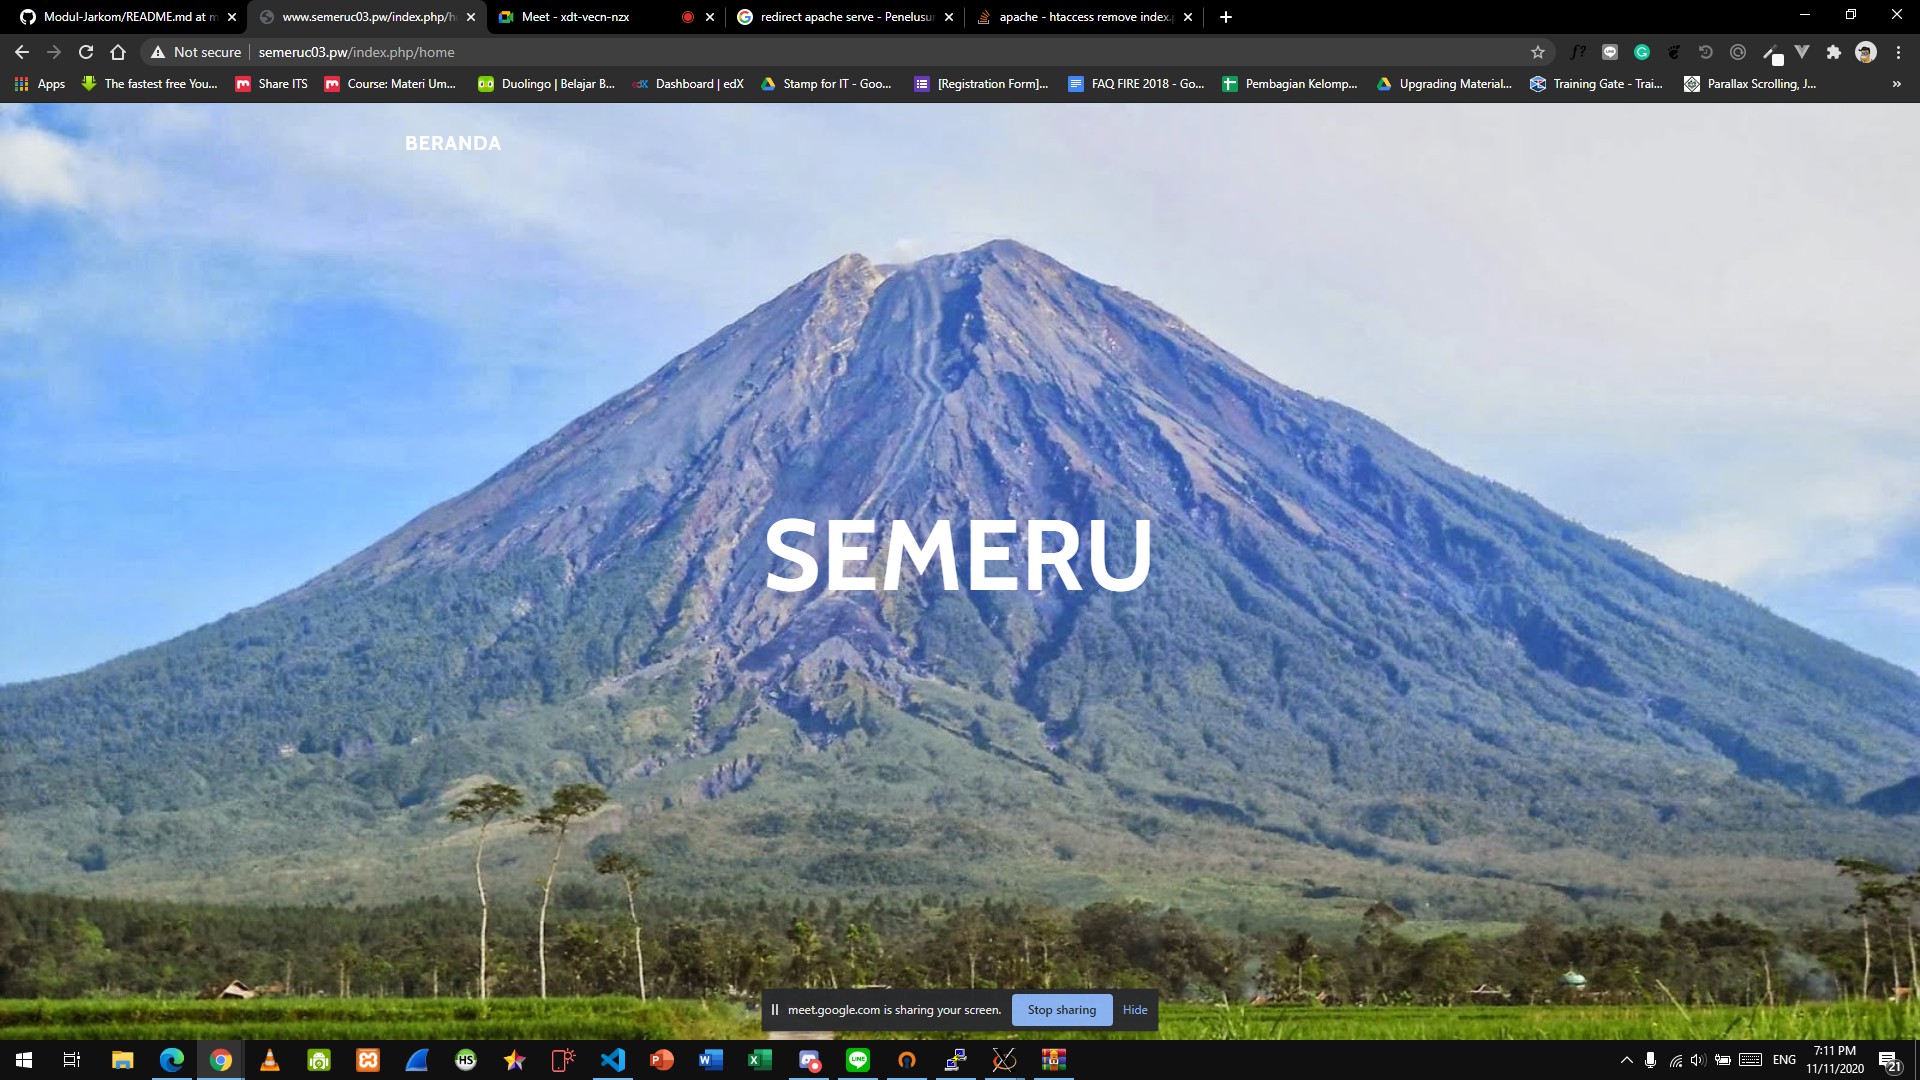 Modul-Jarkom/README.md at m
www.semeruc03.pw/index.php/h
Meet - xdt-vecn-nzx
redirect apache serve - Penelusu
apache - htaccess remove index.
Not secure
semeruc03.pw/index.php/home
Apps
The fastest free You...
Share ITS
Course: Materi Um...
Duolingo | Belajar B...
Dashboard | edX
Stamp for IT - Goo...
[Registration Form]...
FAQ FIRE 2018 - Go...
Pembagian Kelomp...
Upgrading Material...
Training Gate - Trai...
Parallax Scrolling, J...
BERANDA
SEMERU
meet.google.com is sharing your screen.
Stop sharing
Hide
ENG
7:11 PM
11/11/2020
21